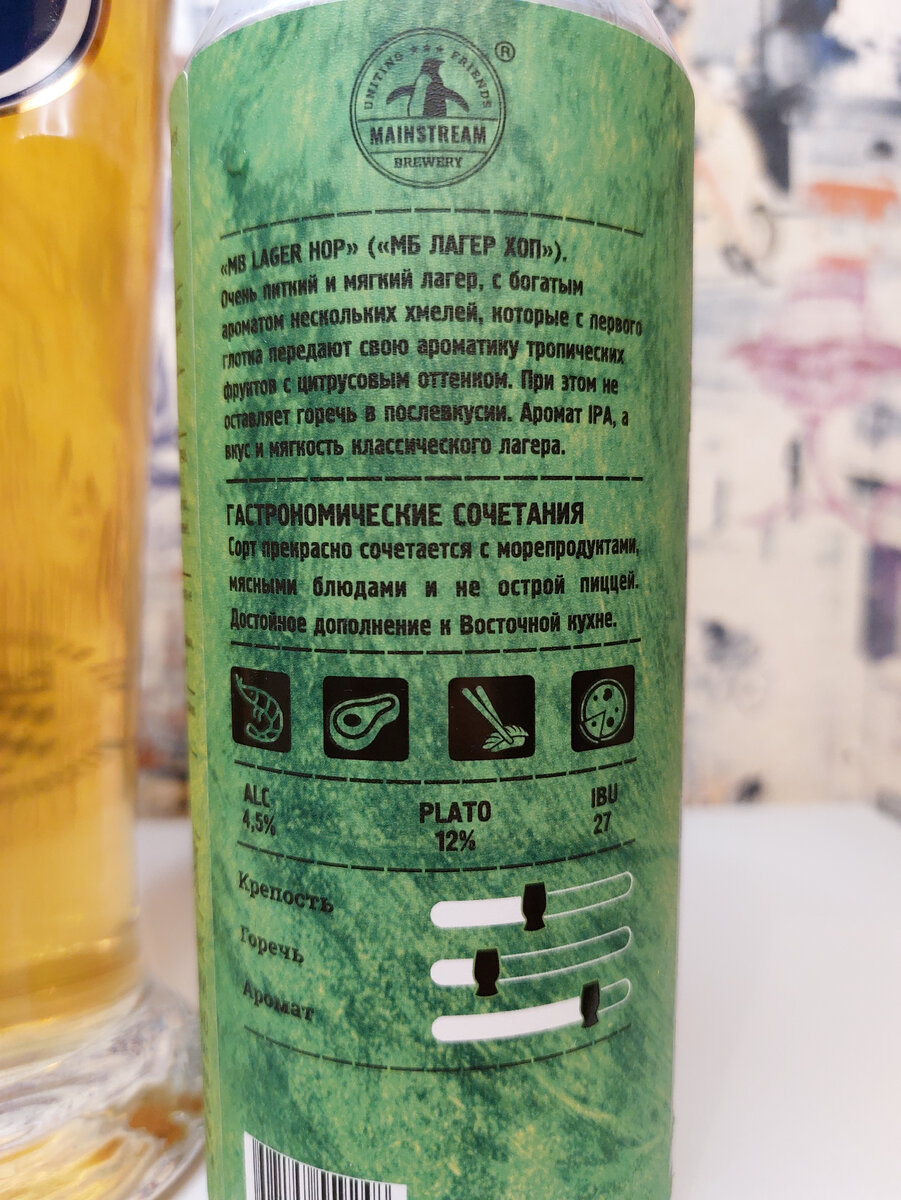 UNITING FRIENDS ®
MAINSTREAM
BREWERY
«MB LAGER HOP» («МБ ЛАГЕР ХОП»).
Очень питкий и мягкий лагер, с богатым
ароматом нескольких хмелей, которые с первого
глотка передают свою ароматику тропических
фруктов с цитрусовым оттенком. При этом не
оставляет горечь в послевкусии. Аромат IPA, а
вкус и мягкость классического лагера.
ГАСТРОНОМИЧЕСКИЕ СОЧЕТАНИЯ
Сорт прекрасно сочетается с морепродуктами,
мясными блюдами и не острой пиццей.
Достойное дополнение к Восточной кухне.
ALC PLATO IBU
4,5% 12% 27
Крепость
Горечь
Аромат